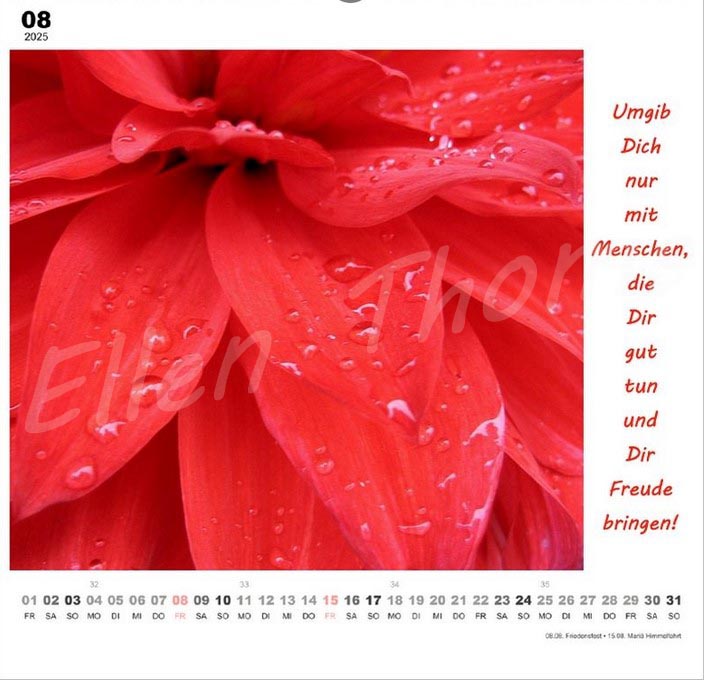 08
2025
Umgib
Dich
nur
mit
Menschen,
die
Dir
gut
tun
und
Dir
Freude
bringen!
Ellen Thor
32 33 34 35
01 02 03 04 05 06 07 08 09 10 11 12 13 14 15 16 17 18 19 20 21 22 23 24 25 26 27 28 29 30 31
FR SA SO MO DI MI DO FR SA SO MO DI MI DO FR SA SO MO DI MI DO FR SA SO MO DI MI DO FR SA SO
08.08. Friedensfest • 15.08. Mariä Himmelfahrt